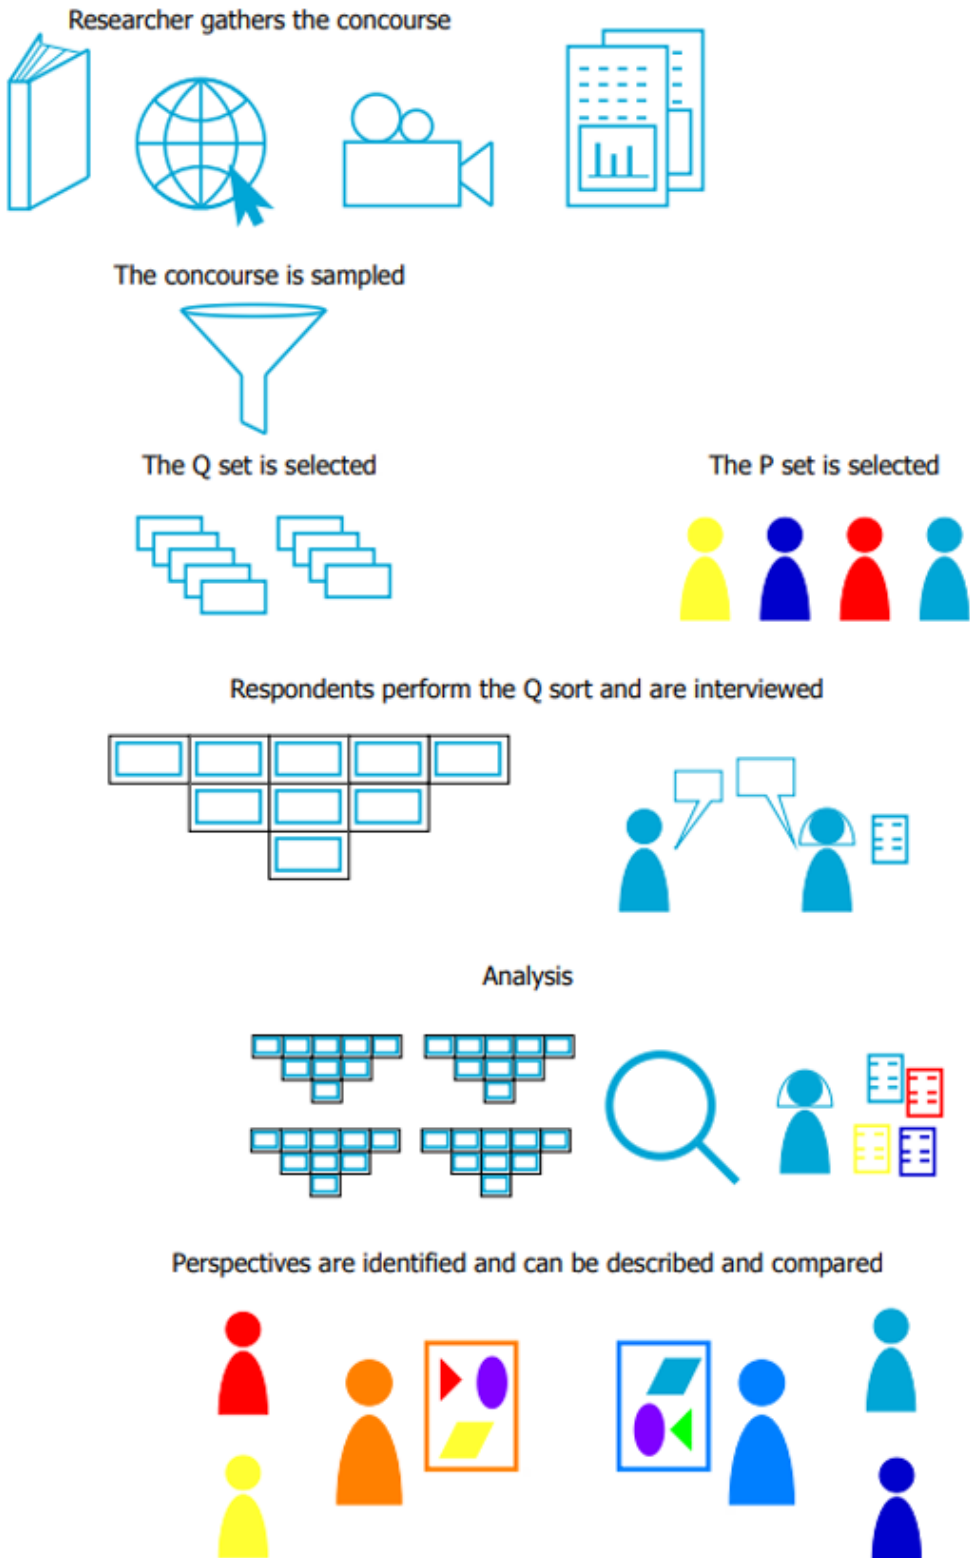 Researcher gathers the concourse
The concourse is sampled
The Q set is selected
The P set is selected
Respondents perform the Q sort and are interviewed
Analysis
Perspectives are identified and can be described and compared